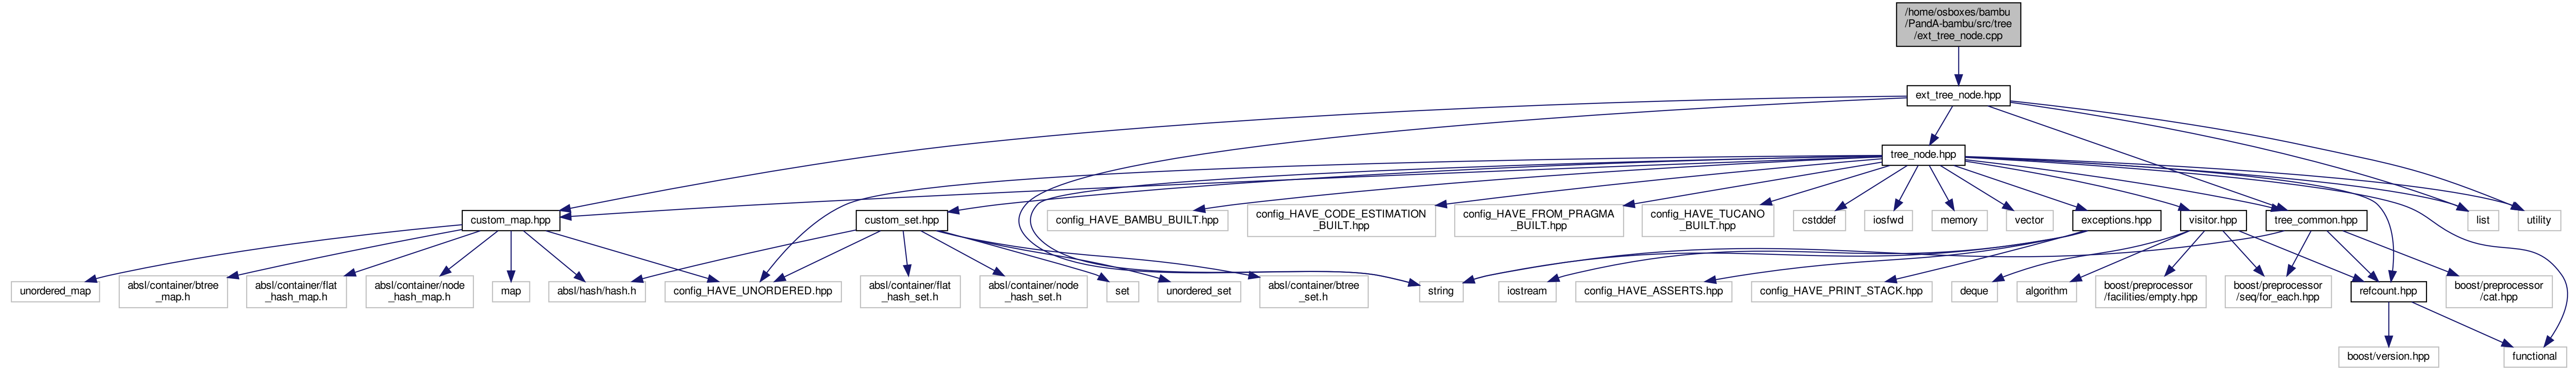 /home/osboxes/bambu
/PandA-bambu/src/tree
/ext_tree_node.cpp
ext_tree_node.hpp
tree_node.hpp
custom_map.hpp
custom_set.hpp
config_HAVE_BAMBU_BUILT.hpp
config_HAVE_CODE_ESTIMATION
_BUILT.hpp
config_HAVE_FROM_PRAGMA
_BUILT.hpp
config_HAVE_TUCANO
_BUILT.hpp
cstddef
iosfwd
memory
vector
exceptions.hpp
visitor.hpp
tree_common.hpp
list
utility
unordered_map
absl/container/btree
_map.h
absl/container/flat
_hash_map.h
absl/container/node
_hash_map.h
map
absl/hash/hash.h
config_HAVE_UNORDERED.hpp
absl/container/flat
_hash_set.h
absl/container/node
_hash_set.h
set
unordered_set
absl/container/btree
_set.h
string
iostream
config_HAVE_ASSERTS.hpp
config_HAVE_PRINT_STACK.hpp
deque
algorithm
boost/preprocessor
/facilities/empty.hpp
boost/preprocessor
/seq/for_each.hpp
refcount.hpp
boost/preprocessor
/cat.hpp
boost/version.hpp
functional